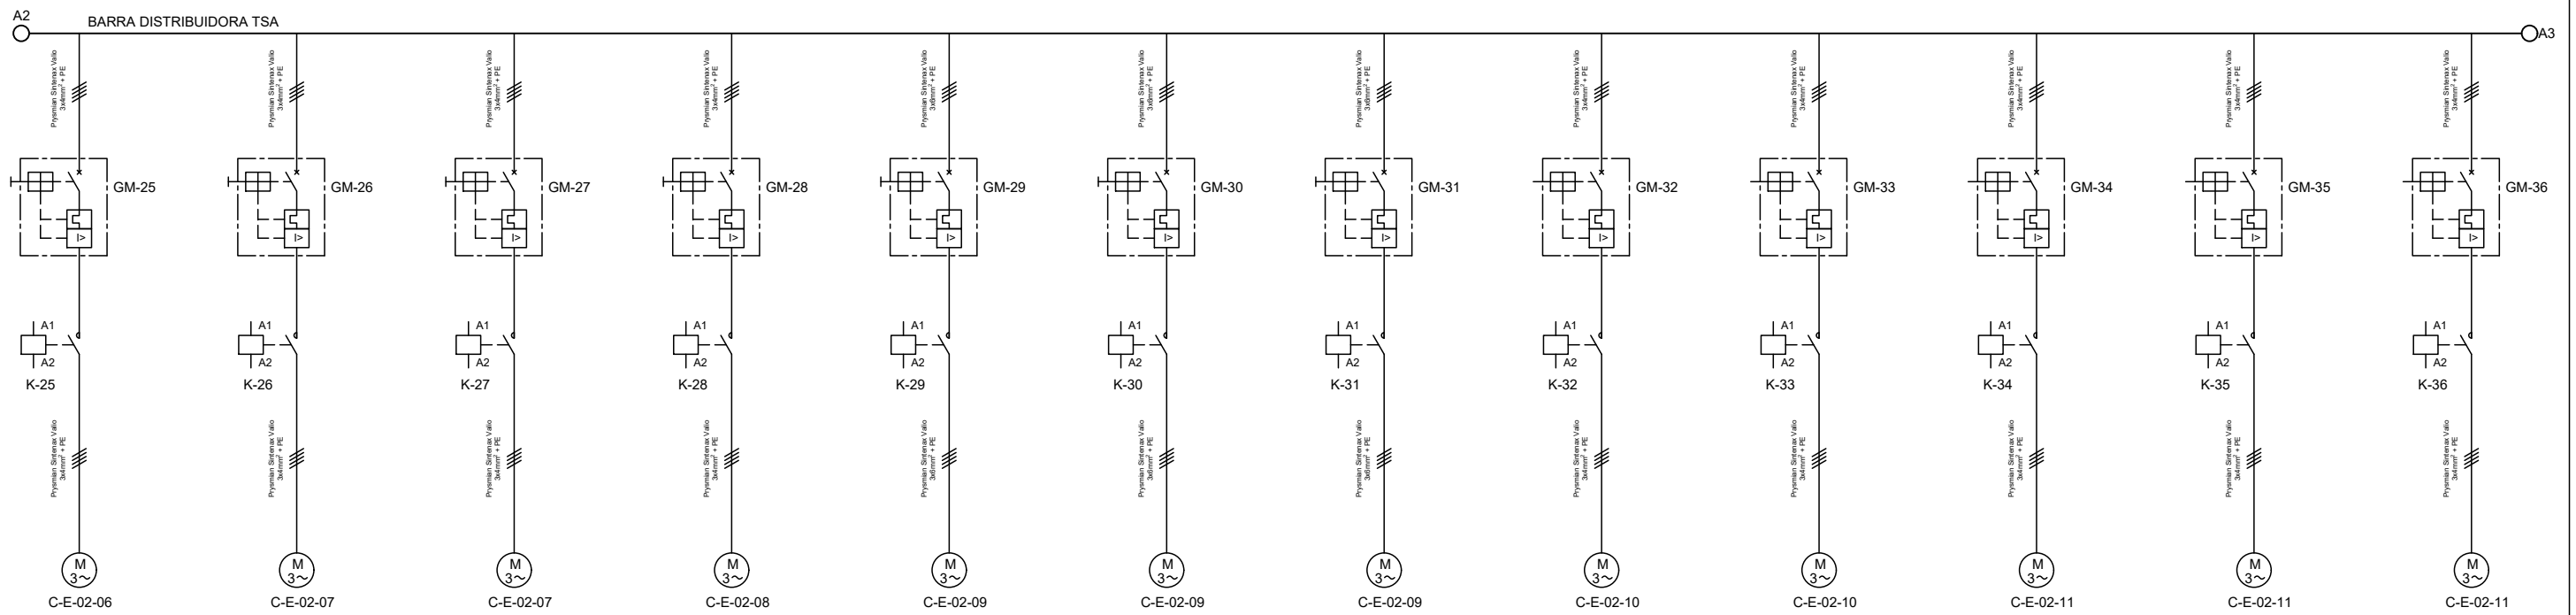 A2
BARRA DISTRIBUIDORA TSA
A3
Prysmian Sintenax Valio
3x4mm² + PE
Prysmian Sintenax Valio
3x4mm² + PE
Prysmian Sintenax Valio
3x4mm² + PE
Prysmian Sintenax Valio
3x4mm² + PE
Prysmian Sintenax Valio
3x6mm² + PE
Prysmian Sintenax Valio
3x6mm² + PE
Prysmian Sintenax Valio
3x6mm² + PE
Prysmian Sintenax Valio
3x4mm² + PE
Prysmian Sintenax Valio
3x4mm² + PE
Prysmian Sintenax Valio
3x4mm² + PE
Prysmian Sintenax Valio
3x4mm² + PE
Prysmian Sintenax Valio
3x4mm² + PE
GM-25
GM-26
GM-27
GM-28
GM-29
GM-30
GM-31
GM-32
GM-33
GM-34
GM-35
GM-36
I>
I>
I>
I>
I>
I>
I>
I>
I>
I>
I>
I>
A1
A1
A1
A1
A1
A1
A1
A1
A1
A1
A1
A1
A2
A2
A2
A2
A2
A2
A2
A2
A2
A2
A2
A2
K-25
K-26
K-27
K-28
K-29
K-30
K-31
K-32
K-33
K-34
K-35
K-36
Prysmian Sintenax Valio
3x4mm² + PE
Prysmian Sintenax Valio
3x4mm² + PE
Prysmian Sintenax Valio
3x4mm² + PE
Prysmian Sintenax Valio
3x4mm² + PE
Prysmian Sintenax Valio
3x6mm² + PE
Prysmian Sintenax Valio
3x6mm² + PE
Prysmian Sintenax Valio
3x6mm² + PE
Prysmian Sintenax Valio
3x4mm² + PE
Prysmian Sintenax Valio
3x4mm² + PE
Prysmian Sintenax Valio
3x4mm² + PE
Prysmian Sintenax Valio
3x4mm² + PE
Prysmian Sintenax Valio
3x4mm² + PE
M
3~
M
3~
M
3~
M
3~
M
3~
M
3~
M
3~
M
3~
M
3~
M
3~
M
3~
M
3~
C-E-02-06
C-E-02-07
C-E-02-07
C-E-02-08
C-E-02-09
C-E-02-09
C-E-02-09
C-E-02-10
C-E-02-10
C-E-02-11
C-E-02-11
C-E-02-11